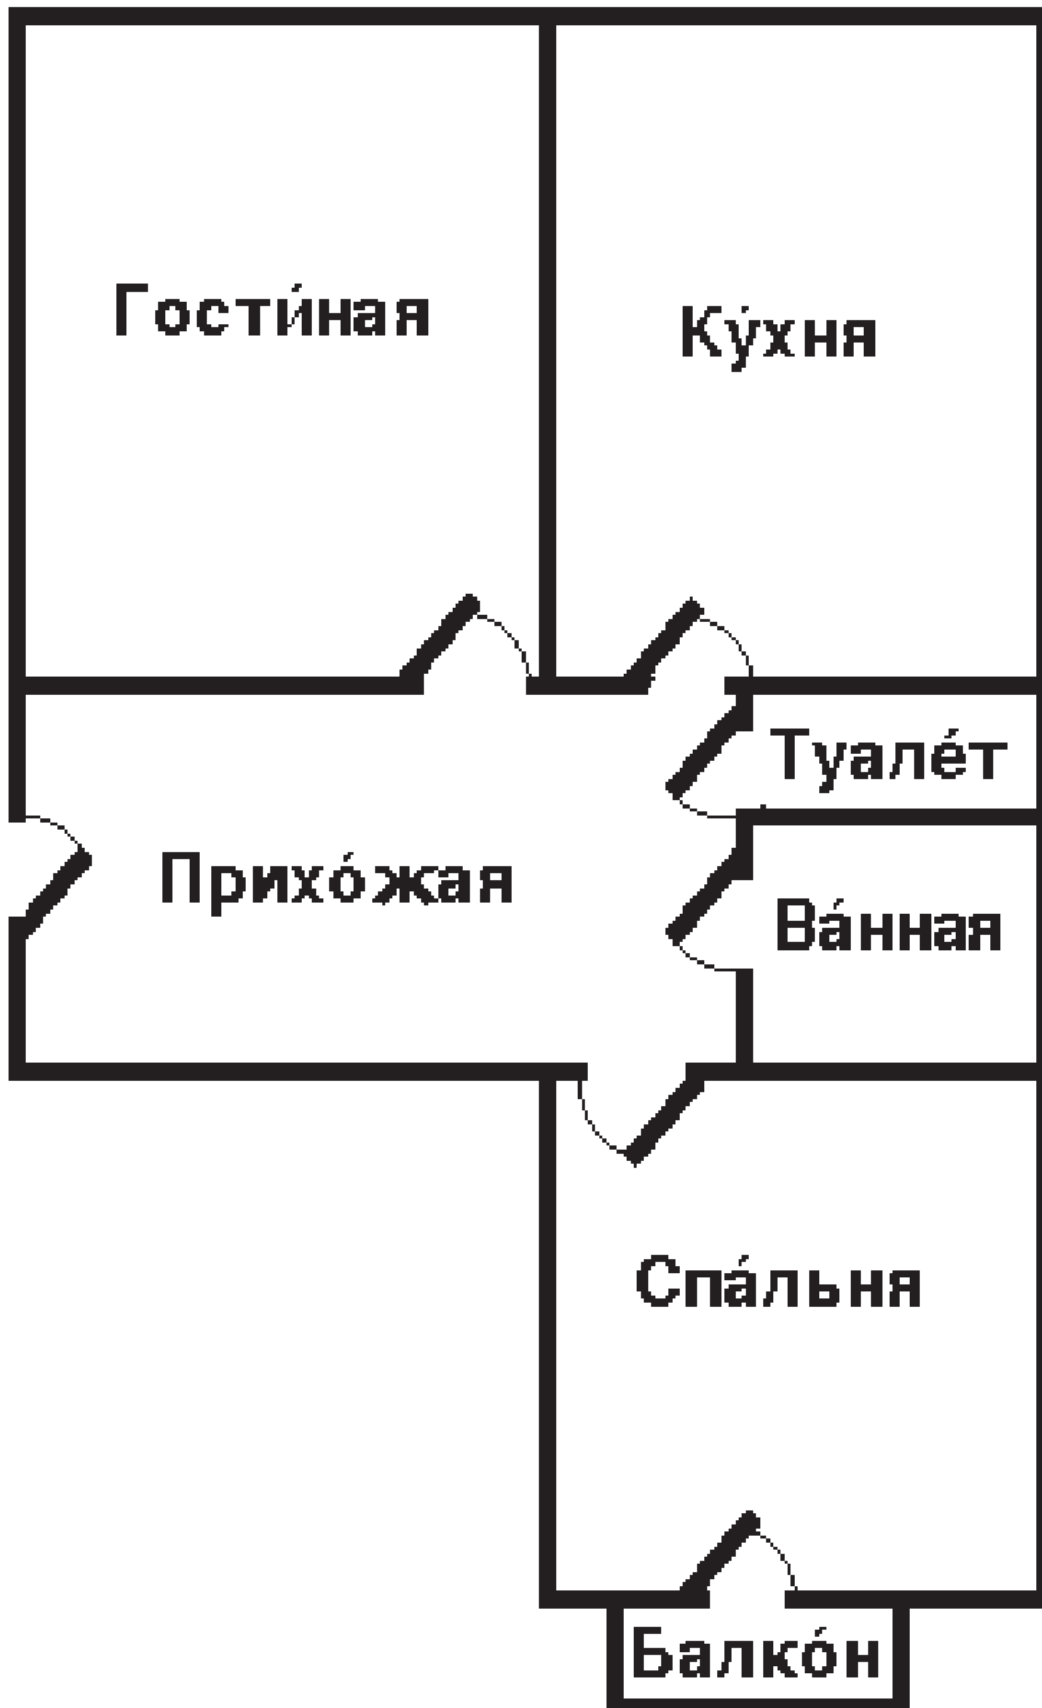 Гости́ная
Ку́хня
Туале́т
Прихо́жая
Ва́нная
Спа́льня
Балко́н